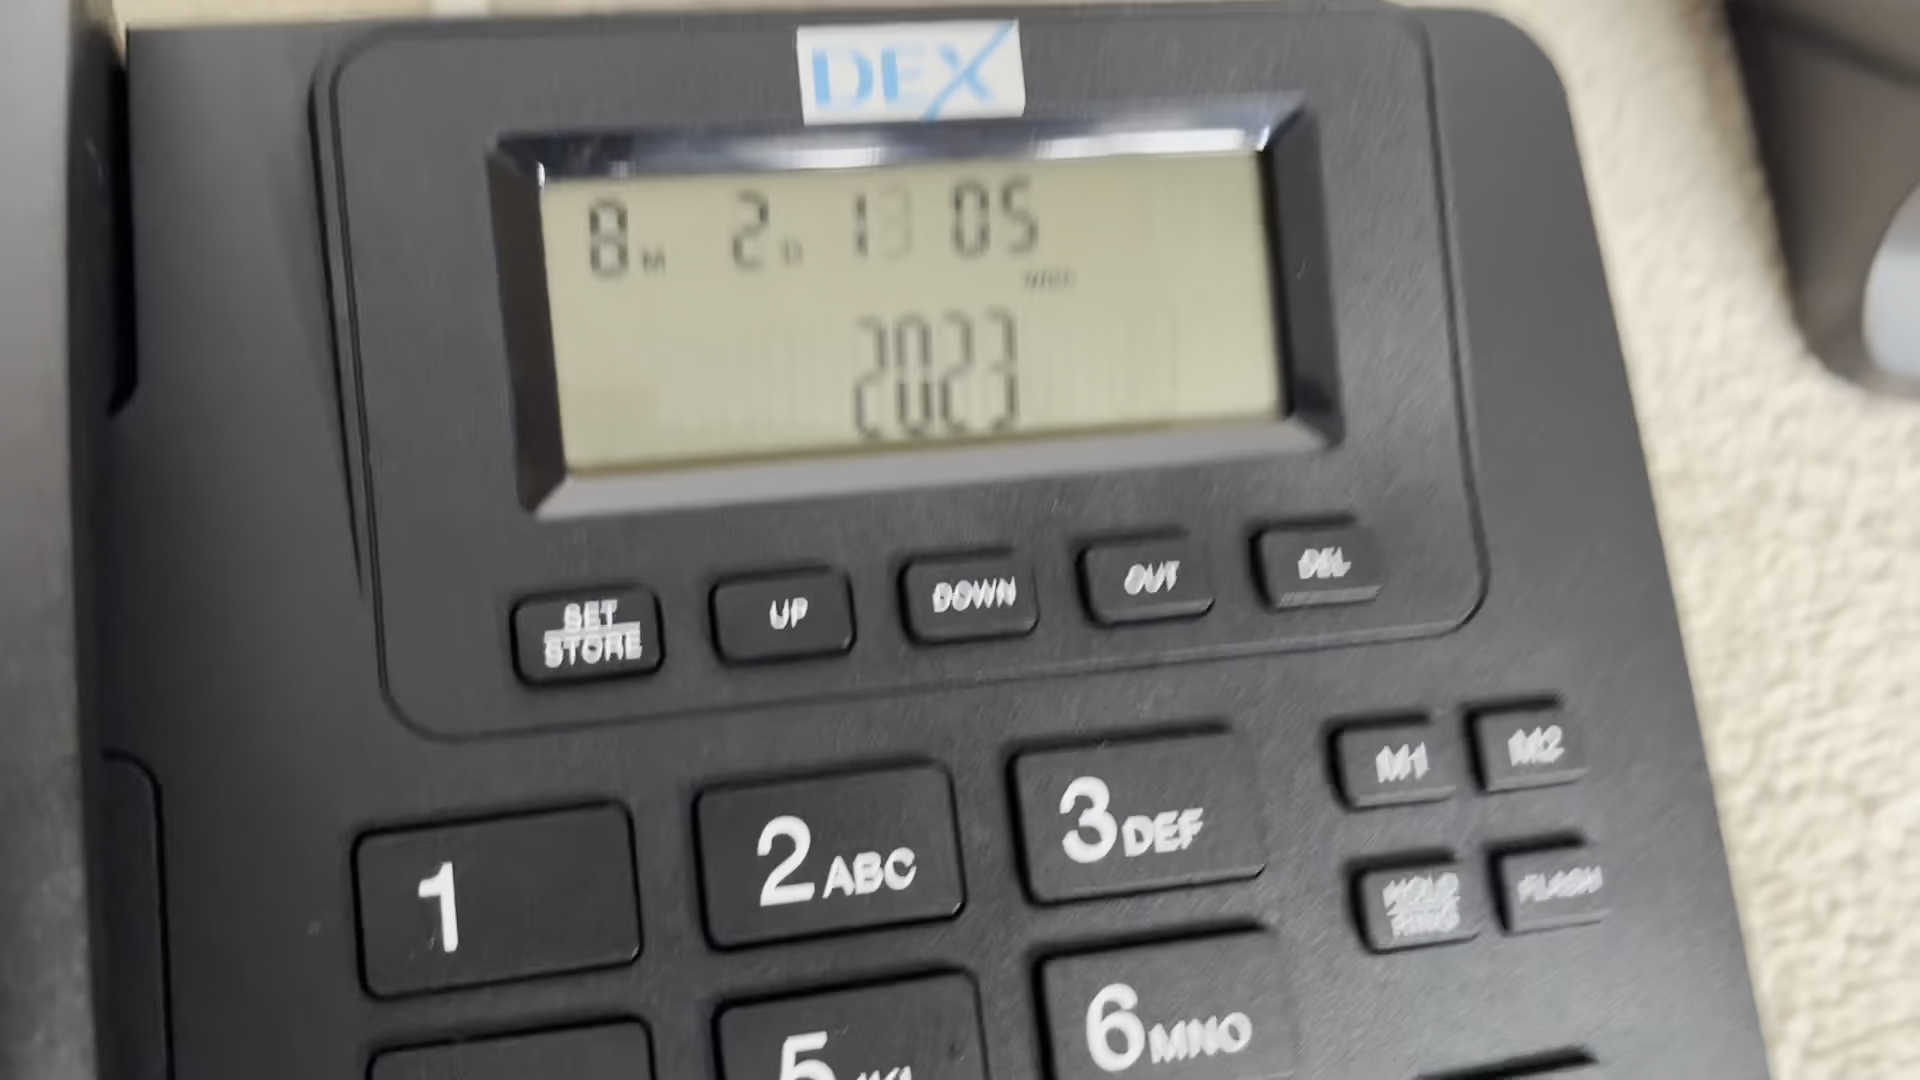 DEX
8 M 2 D 13 05
WED
2023
SET
STORE
UP
DOWN
OUT
DEL
M1
M2
1
2 ABC
3 DEF
HOLD
FLASH
5
6 MNO